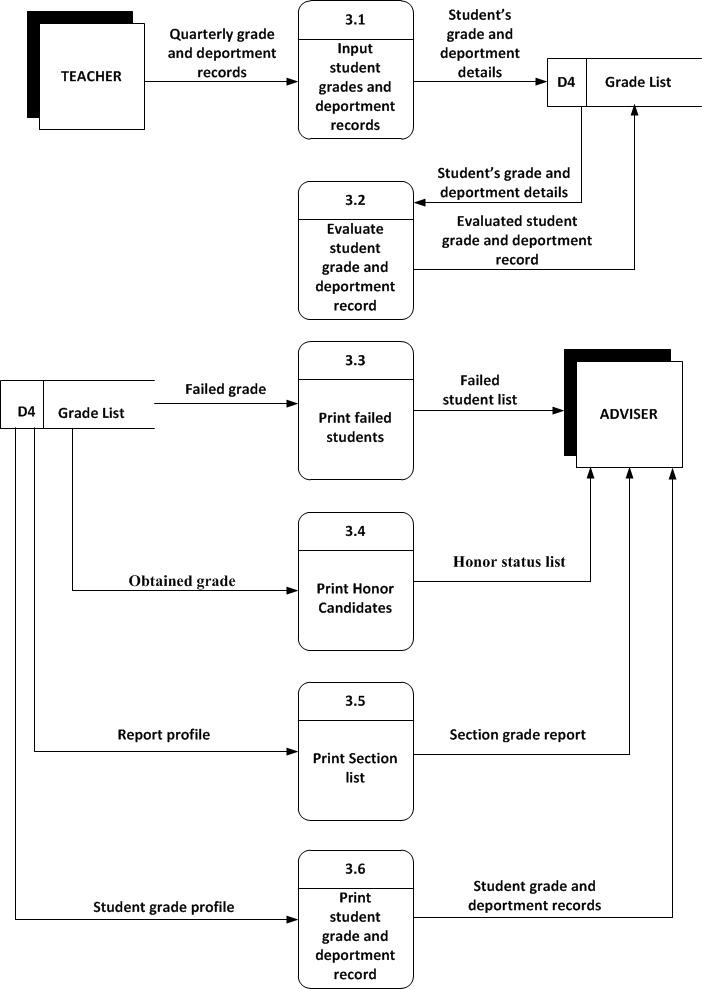 TEACHER
Quarterly grade
and deportment
records
3.1
Input
student
grades and
deportment
records
Student's
grade and
deportment
details
D4
Grade List
Student's grade and
deportment details
3.2
Evaluate
student
grade and
deportment
record
Evaluated student
grade and deportment
record
D4
Grade List
Failed grade
3.3
Print failed
students
Failed
student list
ADVISER
Obtained grade
3.4
Print Honor
Candidates
Honor status list
Report profile
3.5
Print Section
list
Section grade report
Student grade profile
3.6
Print
student
grade and
deportment
record
Student grade and
deportment records